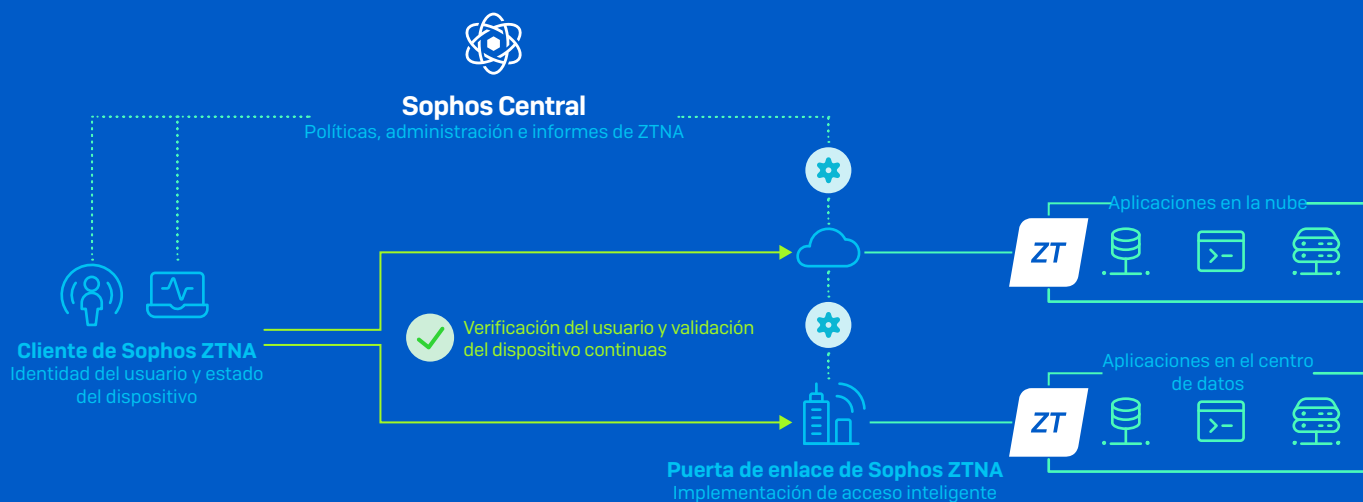 Sophos Central
Políticas, administración e informes de ZTNA
Aplicaciones en la nube
ZT
Verificación del usuario y validación
del dispositivo continuas
Cliente de Sophos ZTNA
Identidad del usuario y estado
del dispositivo
Aplicaciones en el centro
de datos
ZT
Puerta de enlace de Sophos ZTNA
Implementación de acceso inteligente